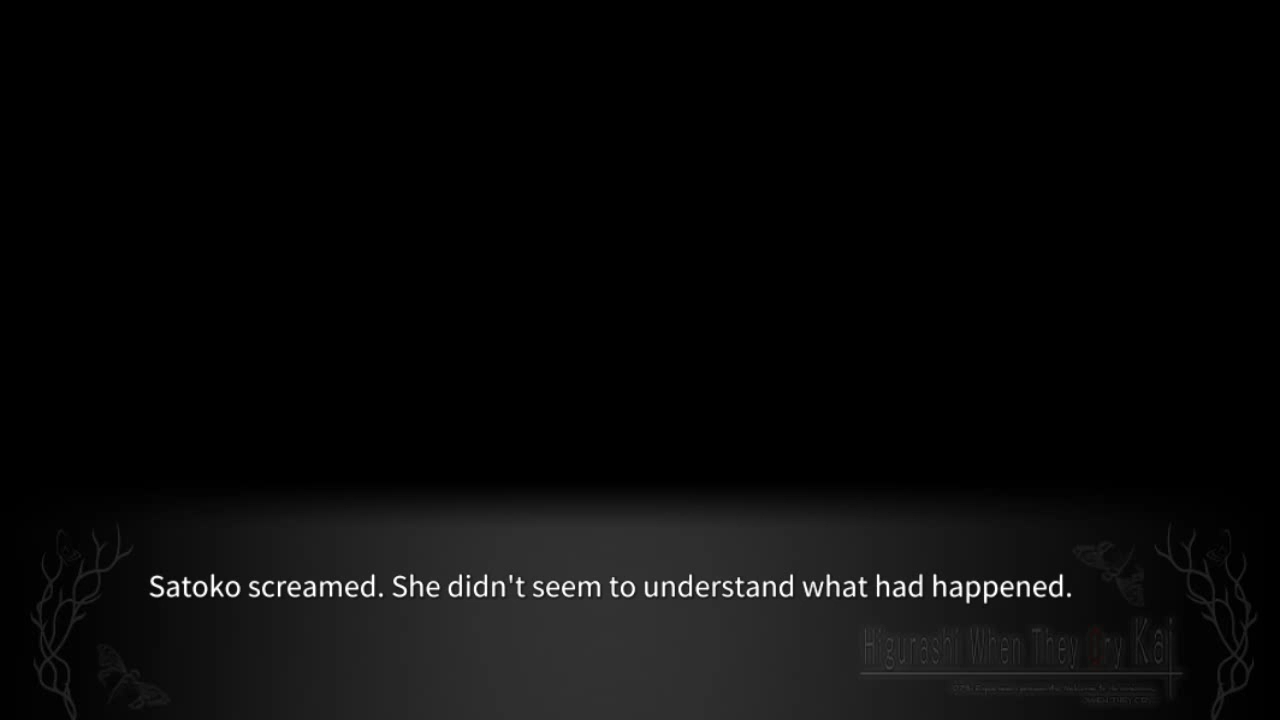 Satoko screamed. She didn't seem to understand what had happened.
Higurashi When They Cry Kai